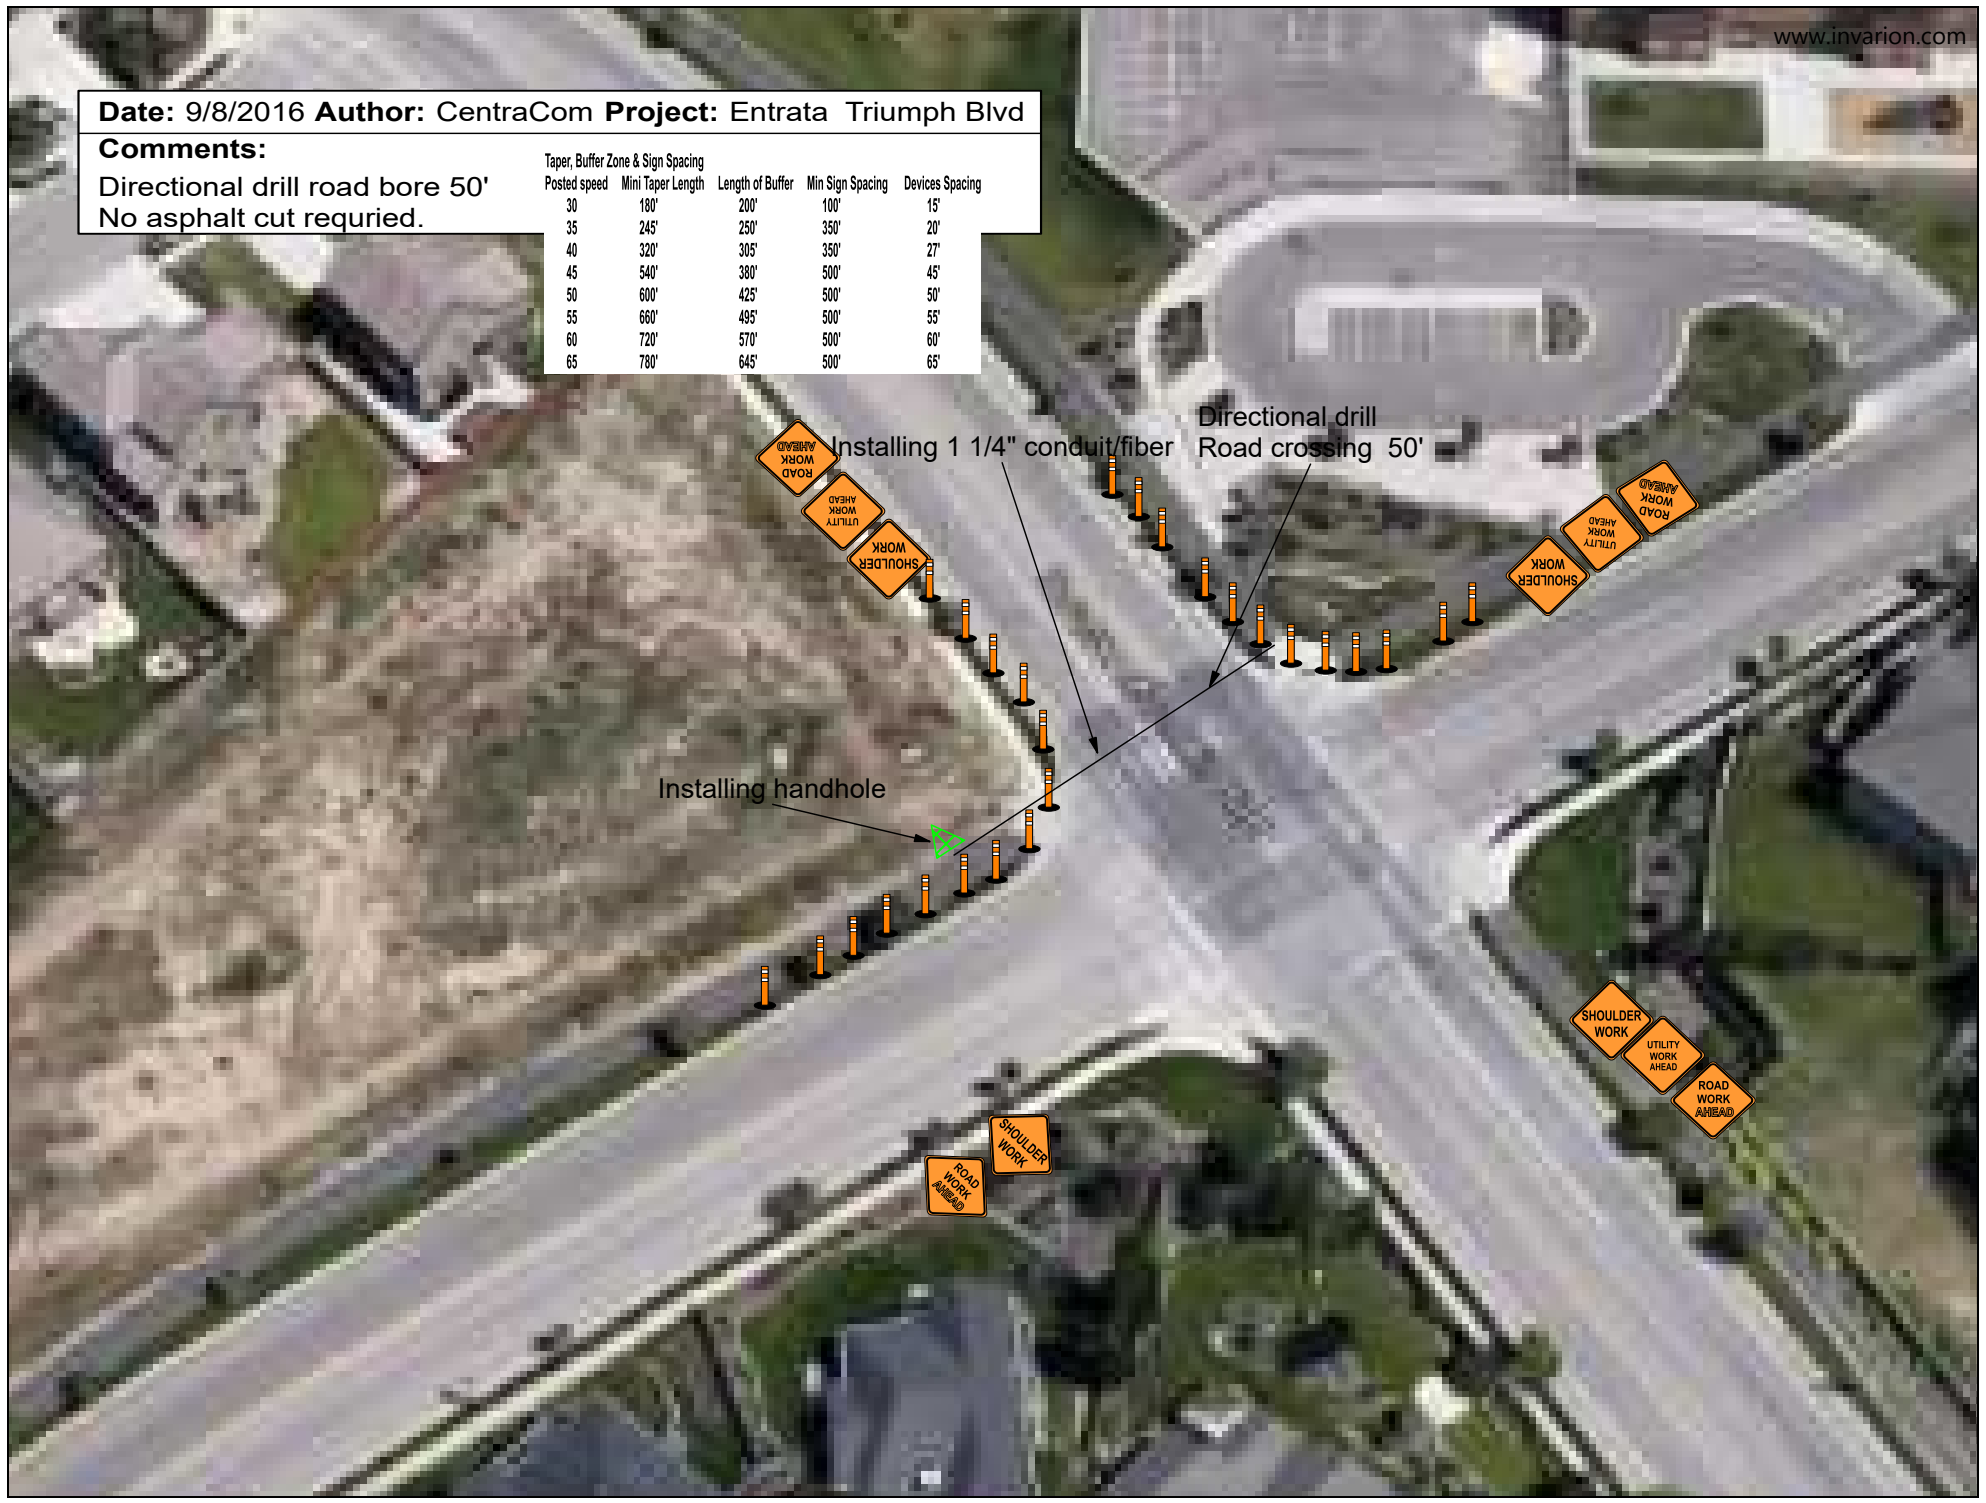 www.invarion.com
Date: 9/8/2016 Author: CentraCom Project: Entrata Triumph Blvd
Comments:
Directional drill road bore 50'
No asphalt cut requried.
Taper, Buffer Zone & Sign Spacing
Posted speed Mini Taper Length Length of Buffer Min Sign Spacing Devices Spacing
30 180' 200' 100' 15'
35 245' 250' 350' 20'
40 320' 305' 350' 27'
45 540' 380' 500' 45'
50 600' 425' 500' 50'
55 660' 495' 500' 55'
60 720' 570' 500' 60'
65 780' 645' 500' 65'
Installing 1 1/4" conduit/fiber
Directional drill
Road crossing 50'
ROAD
WORK
AHEAD
UTILITY
WORK
AHEAD
SHOULDER
WORK
ROAD
WORK
AHEAD
UTILITY
WORK
AHEAD
SHOULDER
WORK
Installing handhole
SHOULDER
WORK
UTILITY
WORK
AHEAD
ROAD
WORK
AHEAD
SHOULDER
WORK
ROAD
WORK
AHEAD